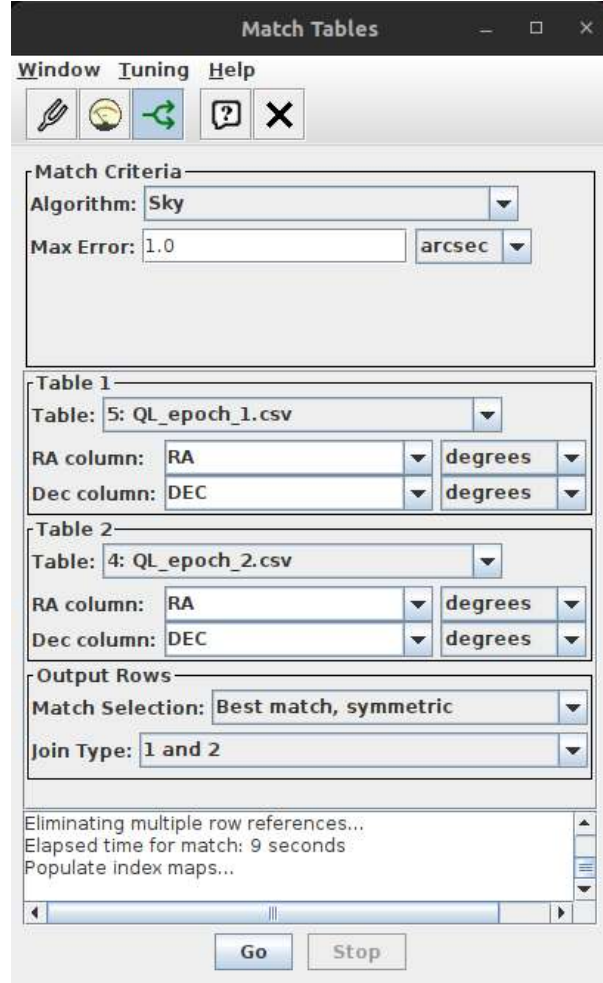 Match Tables
Window Tuning Help
Match Criteria
Algorithm: Sky
Max Error: 1.0 arcsec
Table 1
Table: 5: QL_epoch_1.csv
RA column: RA degrees
Dec column: DEC degrees
Table 2
Table: 4: QL_epoch_2.csv
RA column: RA degrees
Dec column: DEC degrees
Output Rows
Match Selection: Best match, symmetric
Join Type: 1 and 2
Eliminating multiple row references...
Elapsed time for match: 9 seconds
Populate index maps...
Go Stop